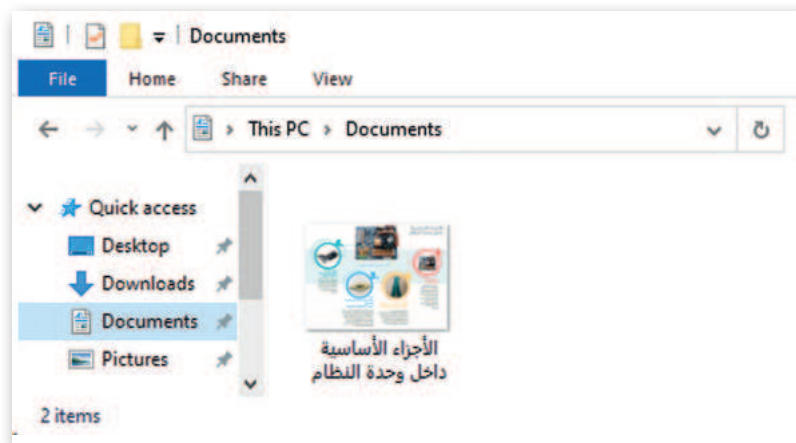 Documents
File Home Share View
This PC > Documents
Quick access
Desktop
Downloads
Documents
Pictures
الأجزاء الأساسية
داخل وحدة النظام
2 items